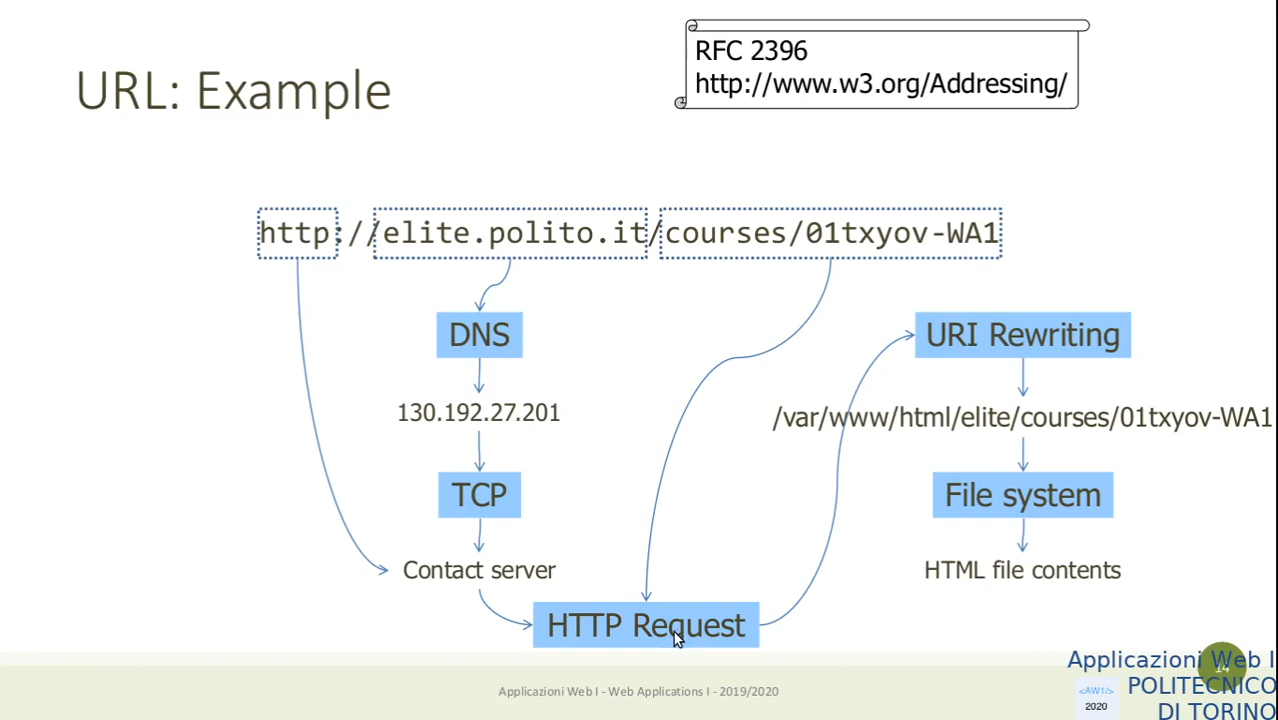 RFC 2396
http://www.w3.org/Addressing/
URL: Example
http://elite.polito.it/courses/01txyov-WA1
DNS
URI Rewriting
130.192.27.201
/var/www/html/elite/courses/01txyov-WA1
TCP
File system
Contact server
HTML file contents
HTTP Request
Applicazioni Web I - Web Applications I - 2019/2020
14
Applicazioni Web I
POLITECNICO
DI TORINO
<AW1/>
2020